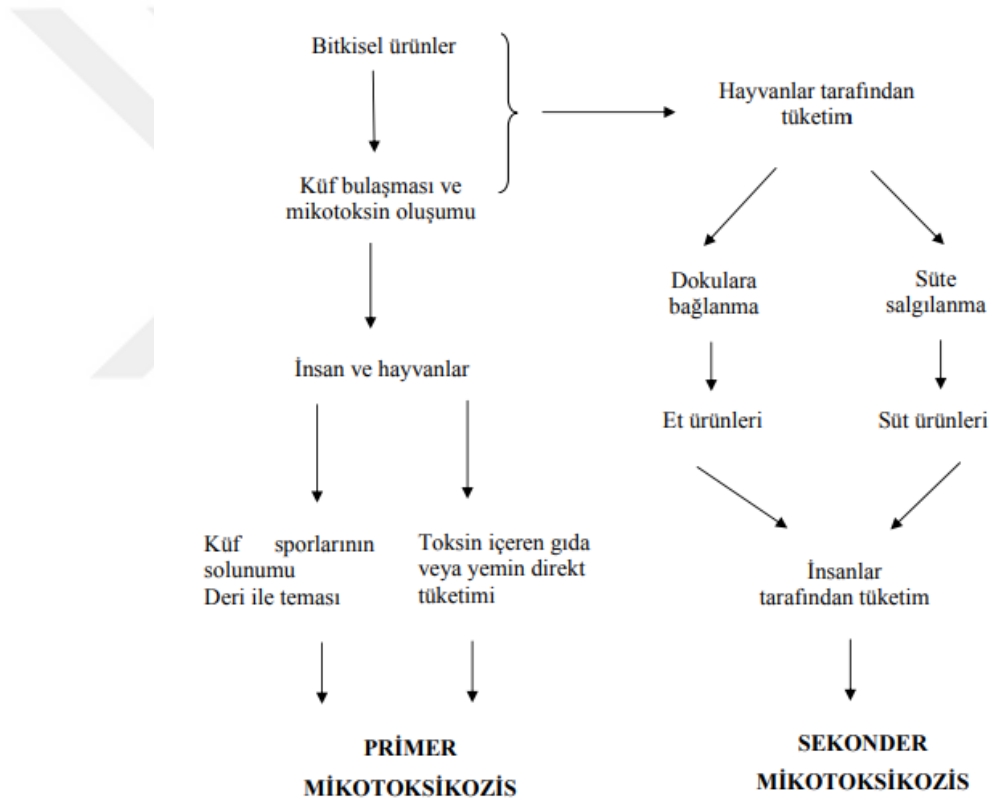 Bitkisel ürünler
Küf bulaşması ve
mikotoksin oluşumu
İnsan ve hayvanlar
Küf sporlarının
solunumu
Deri ile teması
Toksin içeren gıda
veya yemin direkt
tüketimi
PRİMER
MİKOTOKSİKOZİS
Hayvanlar tarafından
tüketim
Dokulara
bağlanma
Süte
salgılanma
Et ürünleri
Süt ürünleri
İnsanlar
tarafından tüketim
SEKONDER
MİKOTOKSİKOZİS